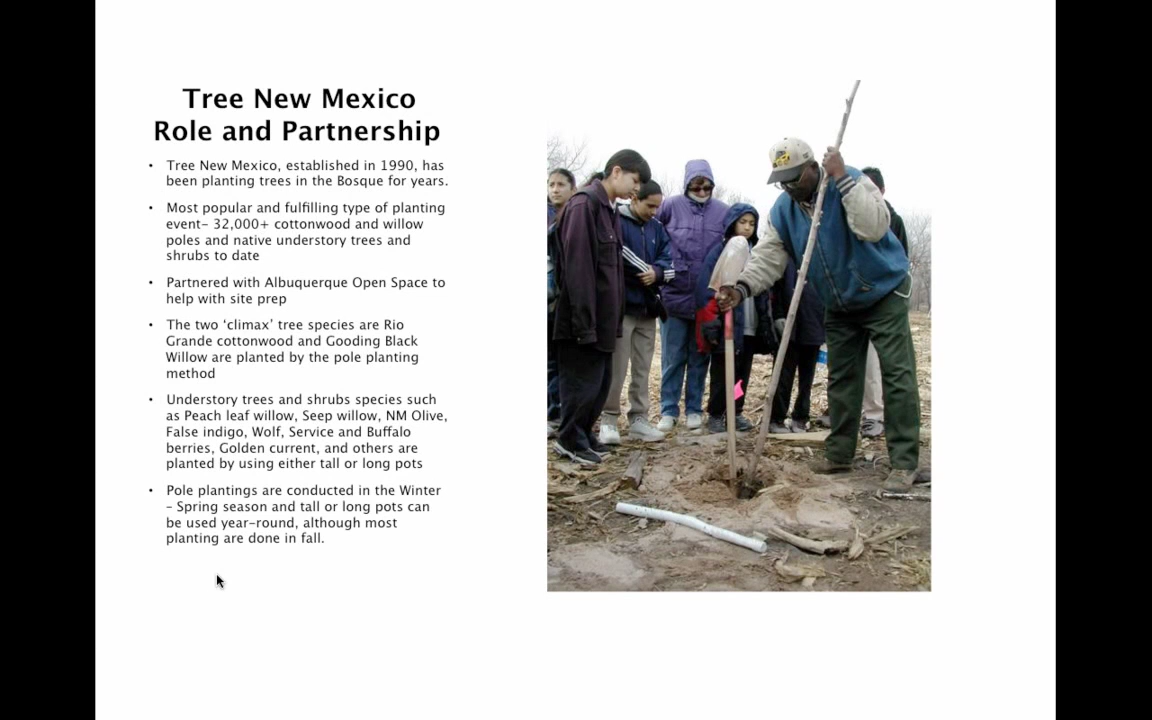 Tree New Mexico
Role and Partnership
• Tree New Mexico, established in 1990, has
been planting trees in the Bosque for years.
• Most popular and fulfilling type of planting
event– 32,000+ cottonwood and willow
poles and native understory trees and
shrubs to date
• Partnered with Albuquerque Open Space to
help with site prep
• The two ‘climax’ tree species are Rio
Grande cottonwood and Gooding Black
Willow are planted by the pole planting
method
• Understory trees and shrubs species such
as Peach leaf willow, Seep willow, NM Olive,
False indigo, Wolf, Service and Buffalo
berries, Golden current, and others are
planted by using either tall or long pots
• Pole plantings are conducted in the Winter
– Spring season and tall or long pots can
be used year-round, although most
planting are done in fall.